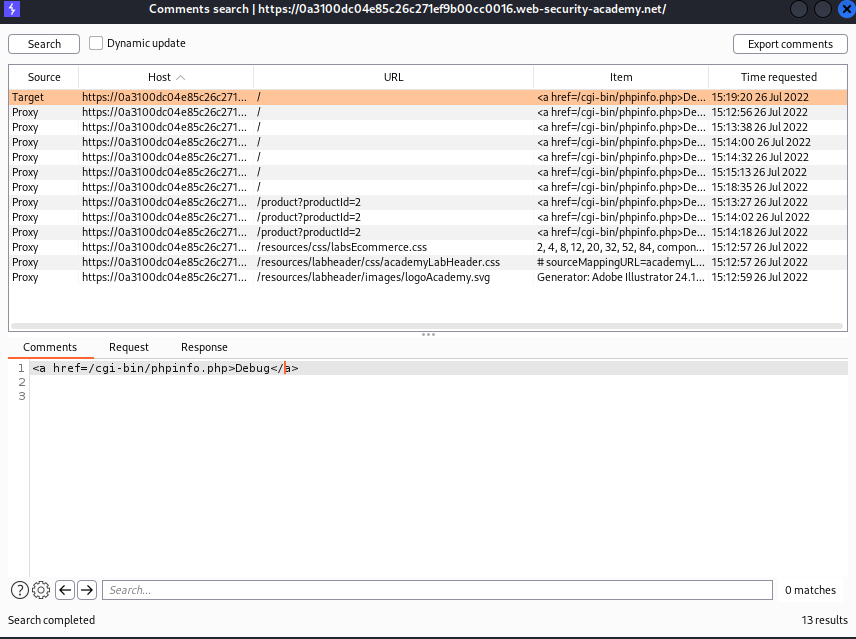 Comments search | https://0a3100dc04e85c26c271ef9b00cc0016.web-security-academy.net/
Search Dynamic update Export comments
Source Host URL Item Time requested
Target https://0a3100dc04e85c26c271... / <a href=/cgi-bin/phpinfo.php>De... 15:19:20 26 Jul 2022
Proxy https://0a3100dc04e85c26c271... / <a href=/cgi-bin/phpinfo.php>De... 15:12:56 26 Jul 2022
Proxy https://0a3100dc04e85c26c271... / <a href=/cgi-bin/phpinfo.php>De... 15:13:38 26 Jul 2022
Proxy https://0a3100dc04e85c26c271... / <a href=/cgi-bin/phpinfo.php>De... 15:14:00 26 Jul 2022
Proxy https://0a3100dc04e85c26c271... / <a href=/cgi-bin/phpinfo.php>De... 15:14:32 26 Jul 2022
Proxy https://0a3100dc04e85c26c271... / <a href=/cgi-bin/phpinfo.php>De... 15:15:13 26 Jul 2022
Proxy https://0a3100dc04e85c26c271... / <a href=/cgi-bin/phpinfo.php>De... 15:18:35 26 Jul 2022
Proxy https://0a3100dc04e85c26c271... /product?productId=2 <a href=/cgi-bin/phpinfo.php>De... 15:13:27 26 Jul 2022
Proxy https://0a3100dc04e85c26c271... /product?productId=2 <a href=/cgi-bin/phpinfo.php>De... 15:14:02 26 Jul 2022
Proxy https://0a3100dc04e85c26c271... /product?productId=2 <a href=/cgi-bin/phpinfo.php>De... 15:14:18 26 Jul 2022
Proxy https://0a3100dc04e85c26c271... /resources/css/labsEcommerce.css 2, 4, 8, 12, 20, 32, 52, 84, compon... 15:12:57 26 Jul 2022
Proxy https://0a3100dc04e85c26c271... /resources/labheader/css/academyLabHeader.css # sourceMappingURL=academyL... 15:12:57 26 Jul 2022
Proxy https://0a3100dc04e85c26c271... /resources/labheader/images/logoAcademy.svg Generator: Adobe Illustrator 24.1... 15:12:59 26 Jul 2022
Comments Request Response
1 <a href=/cgi-bin/phpinfo.php>Debug</a>
2
3
? Search... 0 matches
Search completed 13 results